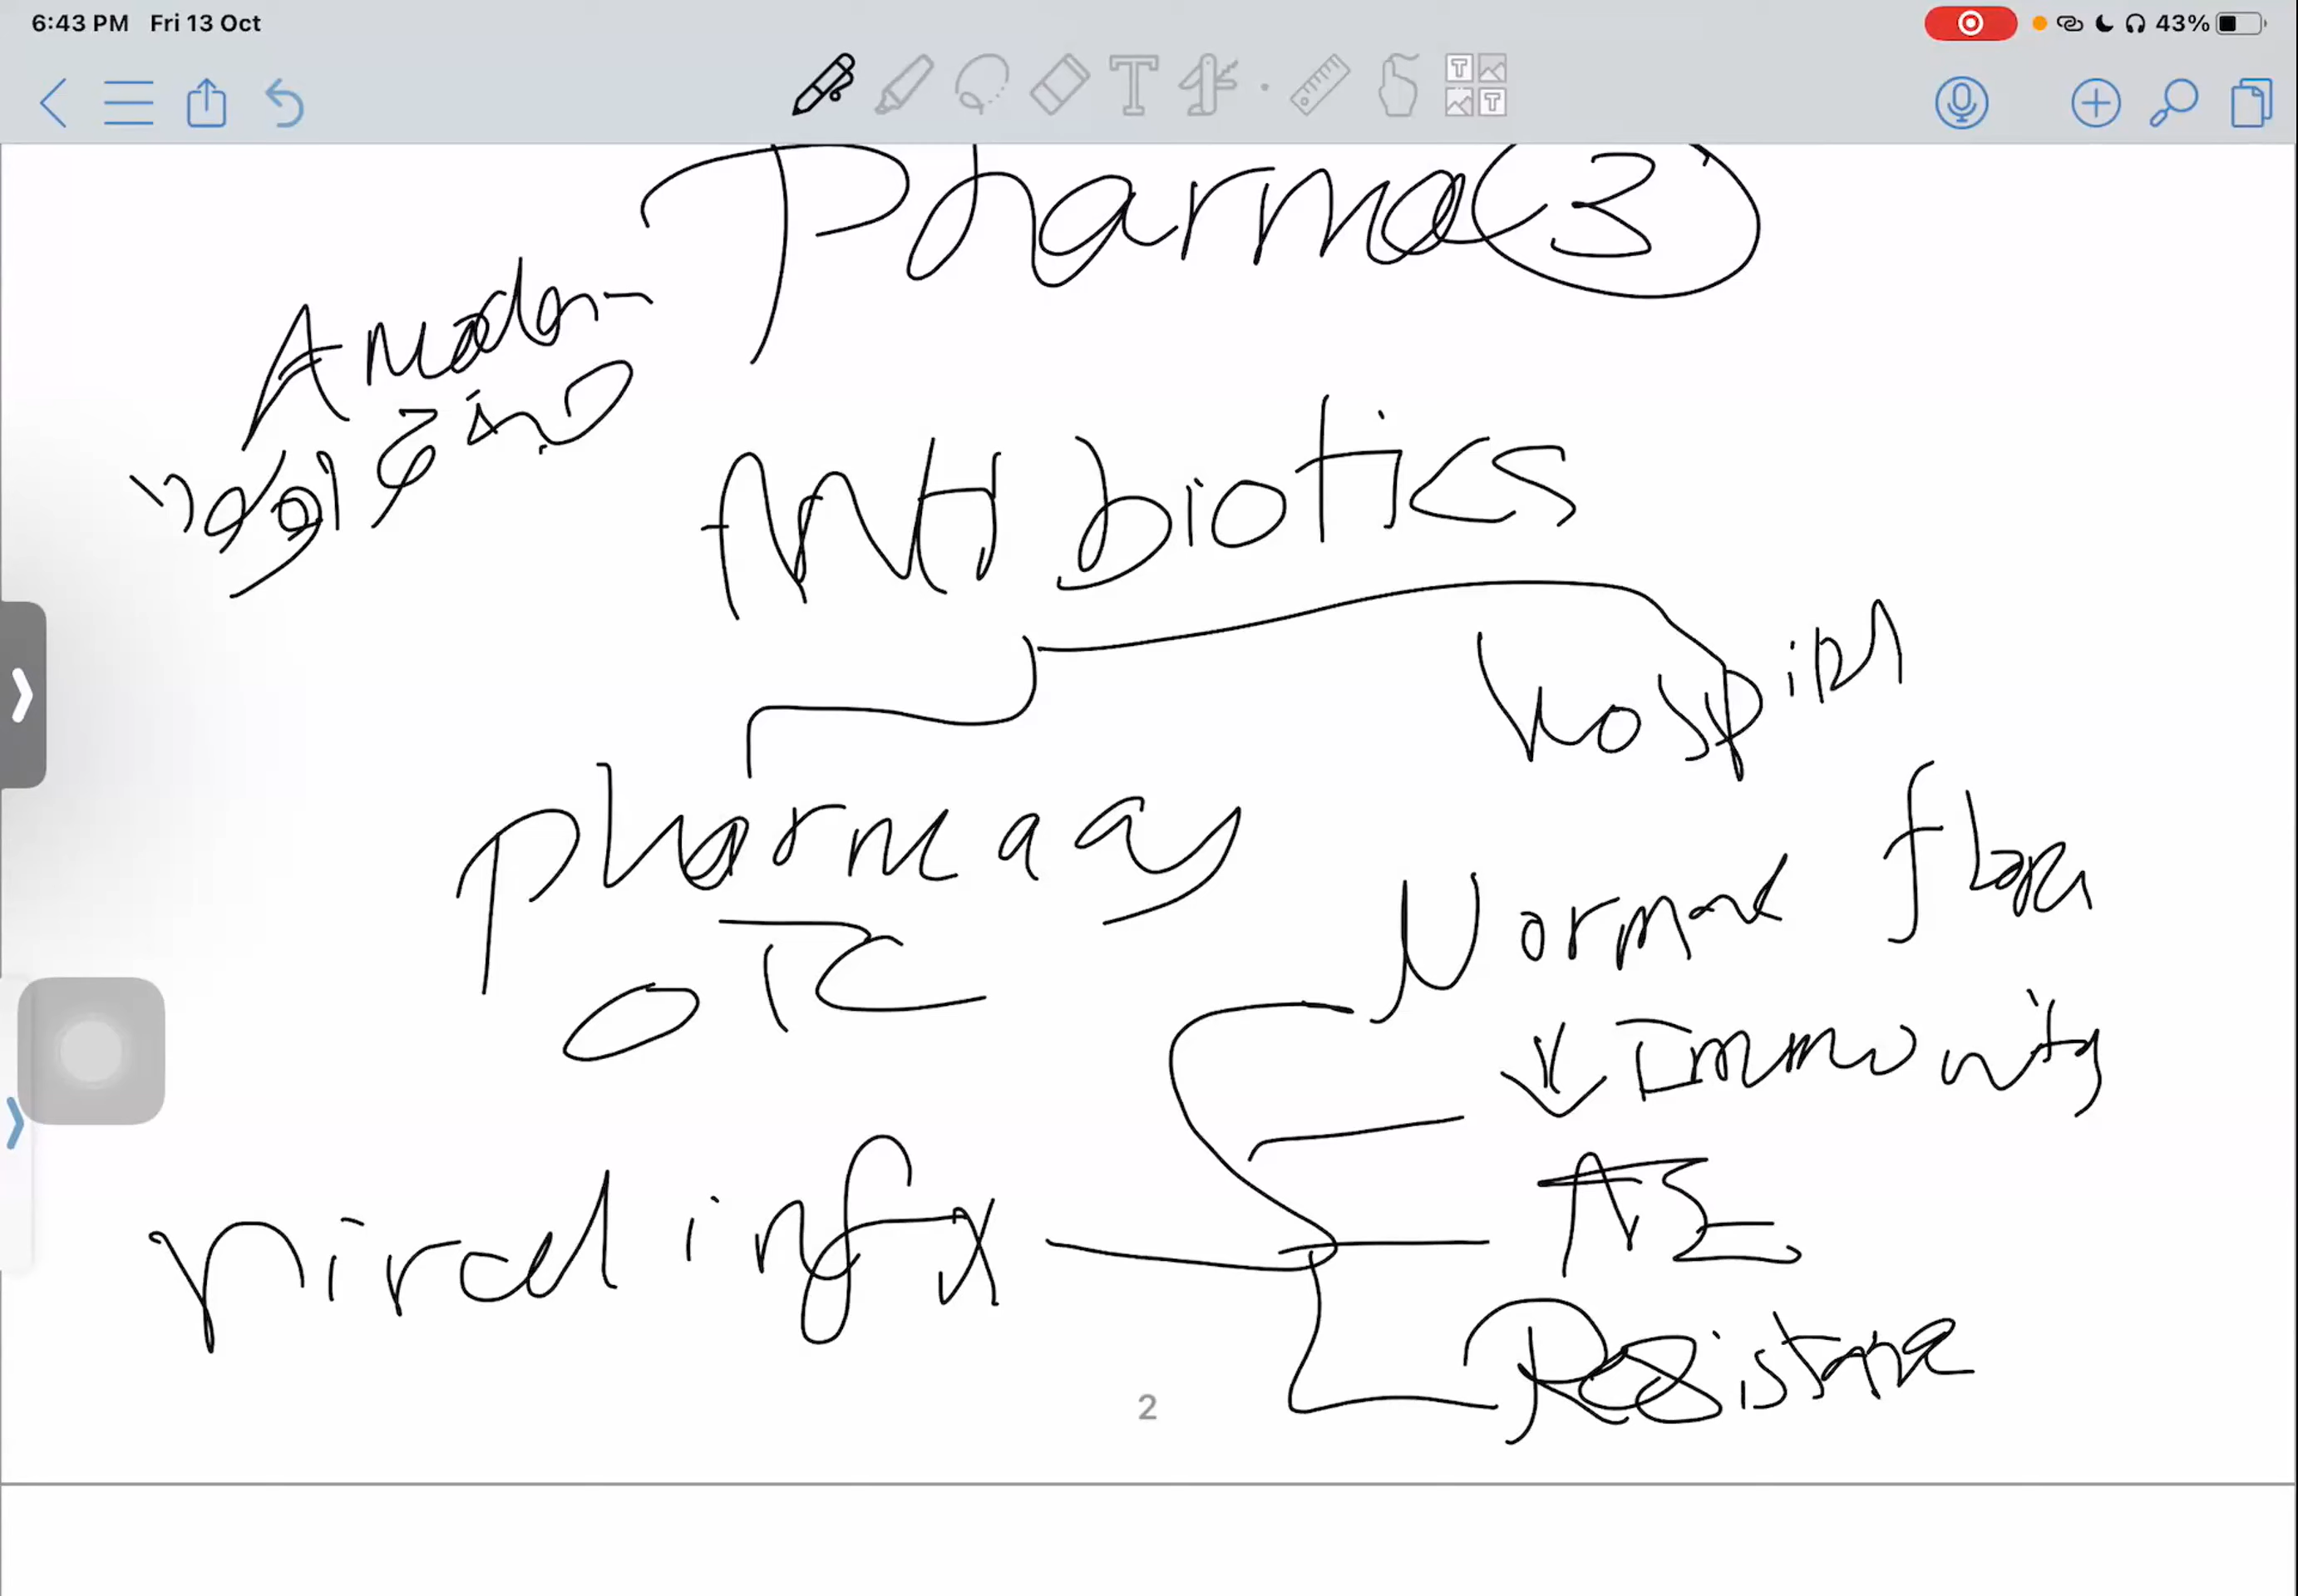 6:43 PM Fri 13 Oct
43%
Pharma 3
Antibiotics
hospital
pharmacy
OTC
Normal flora
↓ Immunity
viral infx
AE
Resistance
2